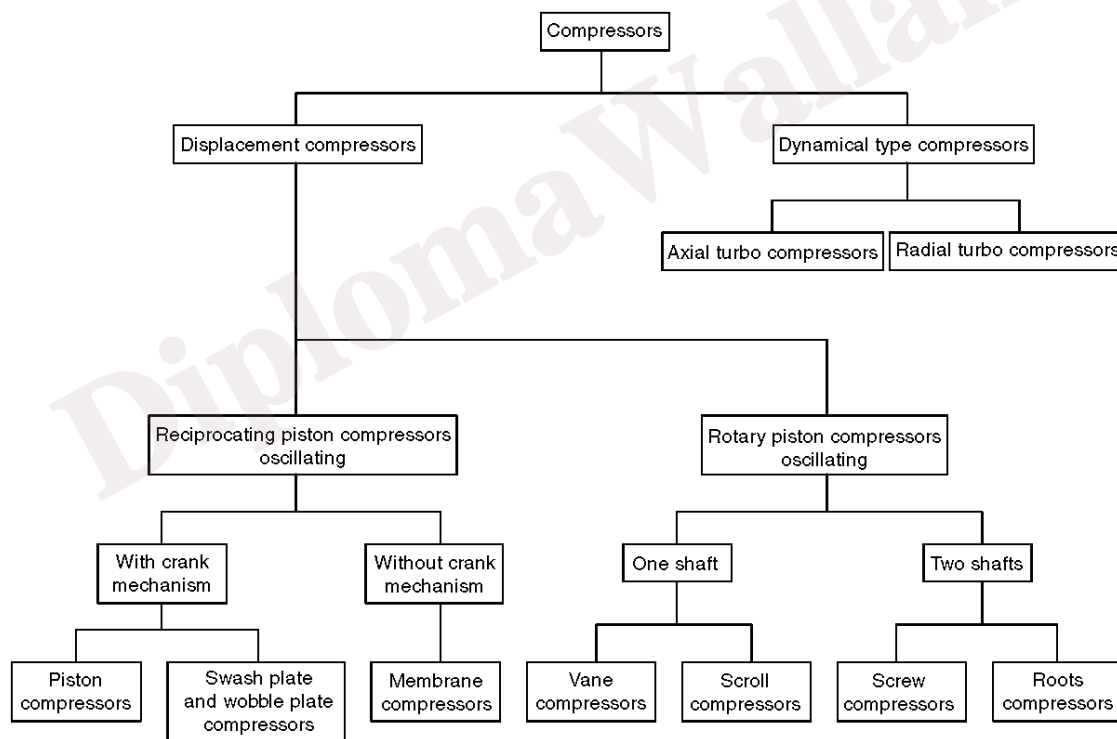 Compressors
Displacement compressors
Dynamical type compressors
Axial turbo compressors
Radial turbo compressors
Reciprocating piston compressors
oscillating
Rotary piston compressors
oscillating
With crank
mechanism
Without crank
mechanism
One shaft
Two shafts
Piston
compressors
Swash plate
and wobble plate
compressors
Membrane
compressors
Vane
compressors
Scroll
compressors
Screw
compressors
Roots
compressors